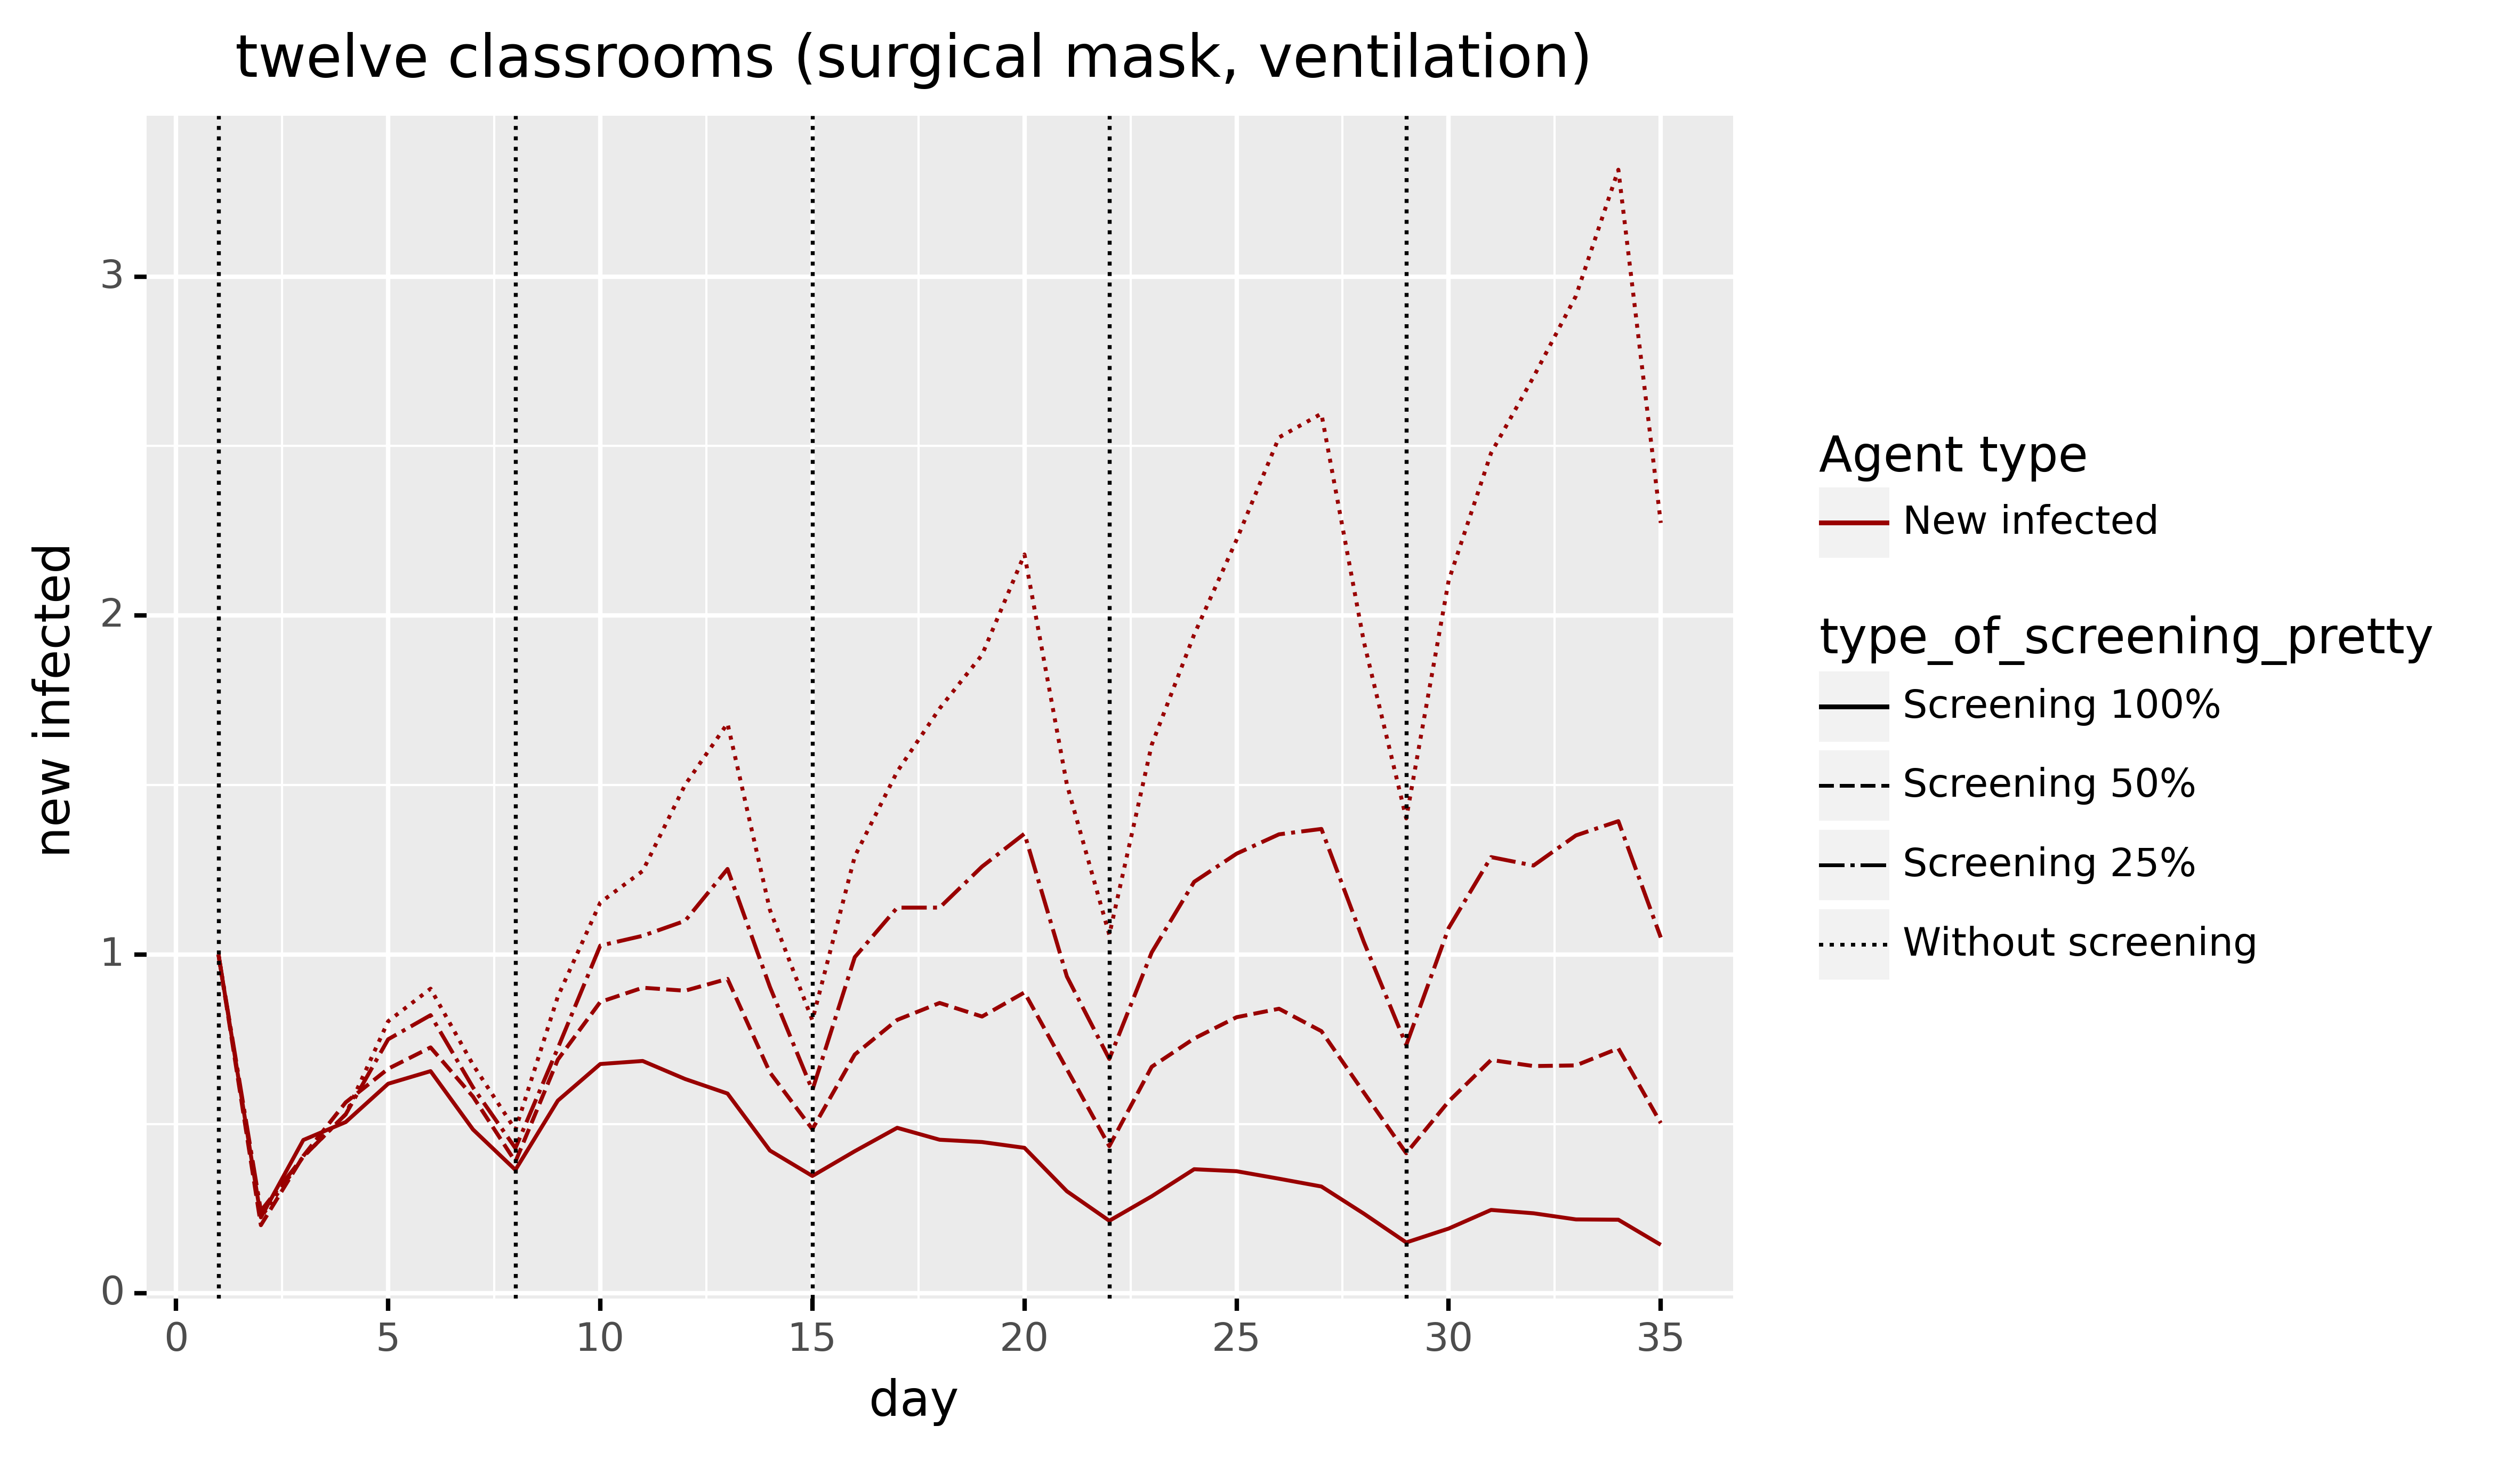 twelve classrooms (surgical mask, ventilation)
new infected
3
2
1
0
0 5 10 15 20 25 30 35
day
Agent type
New infected
type_of_screening_pretty
Screening 100%
Screening 50%
Screening 25%
Without screening